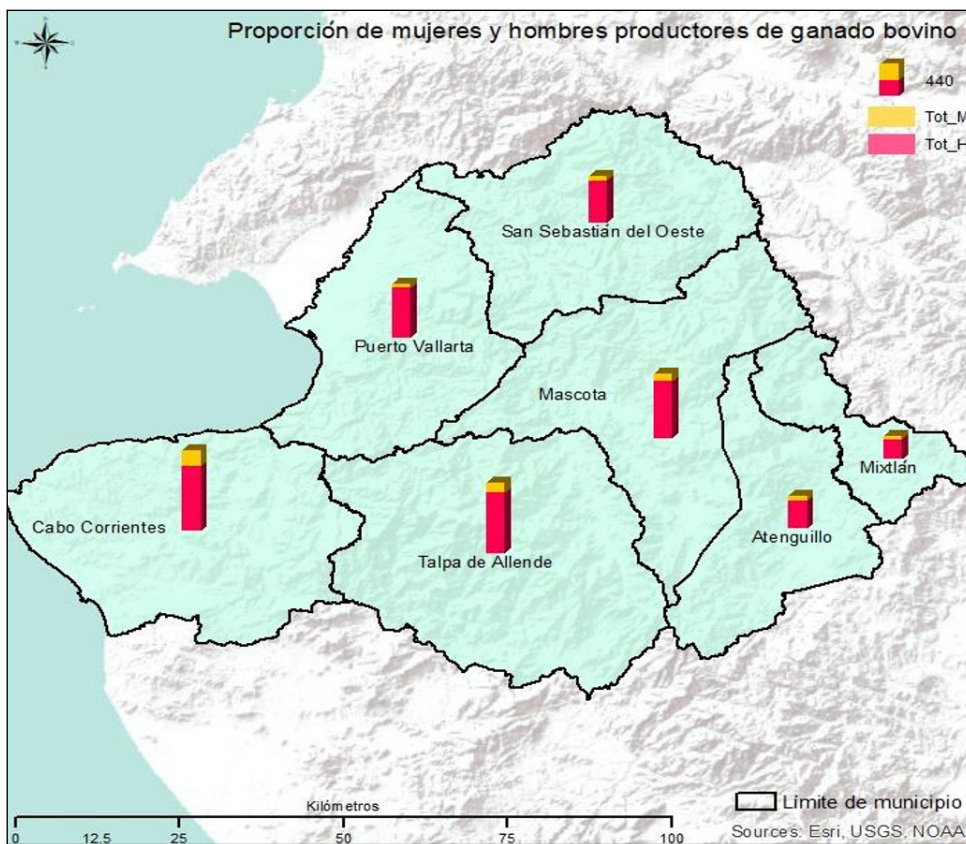 Proporción de mujeres y hombres productores de ganado bovino
440
Tot_M
Tot_H
San Sebastián del Oeste
Puerto Vallarta
Mascota
Mixtlán
Cabo Corrientes
Talpa de Allende
Atenguillo
Kilómetros
0 12.5 25 50 75 100
Límite de municipio
Sources: Esri, USGS, NOAA